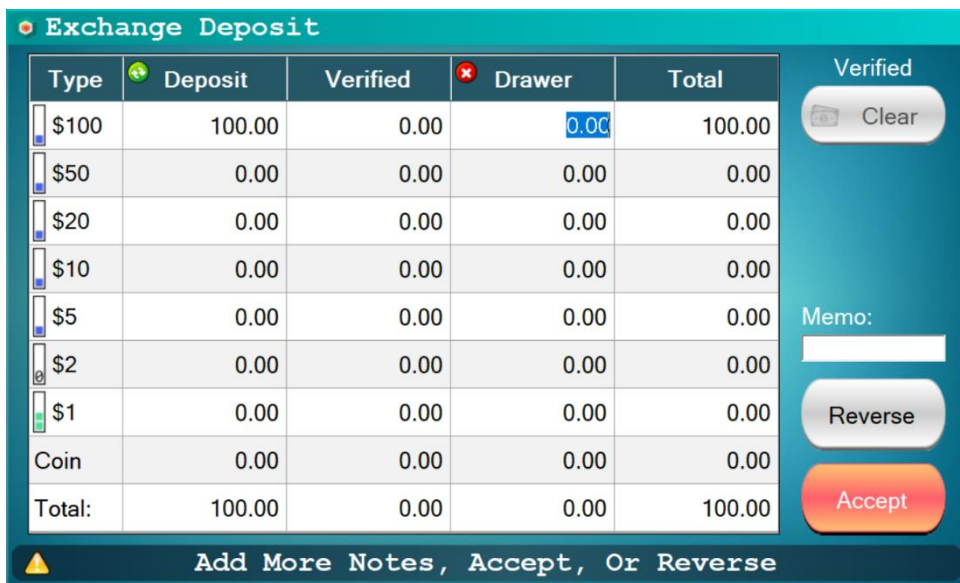 Exchange Deposit
Type Deposit Verified Drawer Total
$100 100.00 0.00 0.00 100.00
$50 0.00 0.00 0.00 0.00
$20 0.00 0.00 0.00 0.00
$10 0.00 0.00 0.00 0.00
$5 0.00 0.00 0.00 0.00
$2 0.00 0.00 0.00 0.00
$1 0.00 0.00 0.00 0.00
Coin 0.00 0.00 0.00 0.00
Total: 100.00 0.00 0.00 100.00
Verified
Clear
Memo:
Reverse
Accept
Add More Notes, Accept, Or Reverse